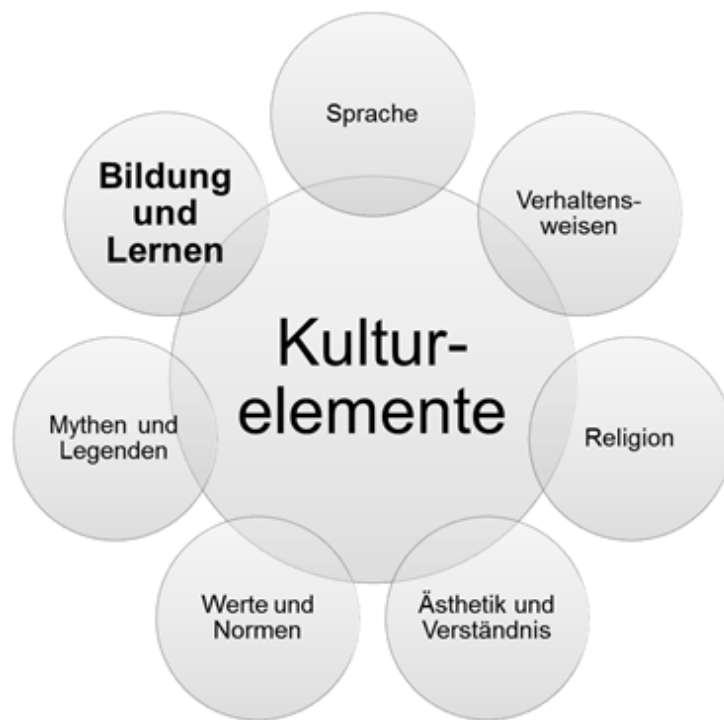 Sprache
Verhaltens-
weisen
Religion
Ästhetik und
Verständnis
Werte und
Normen
Mythen und
Legenden
Bildung
und
Lernen
Kultur-
elemente